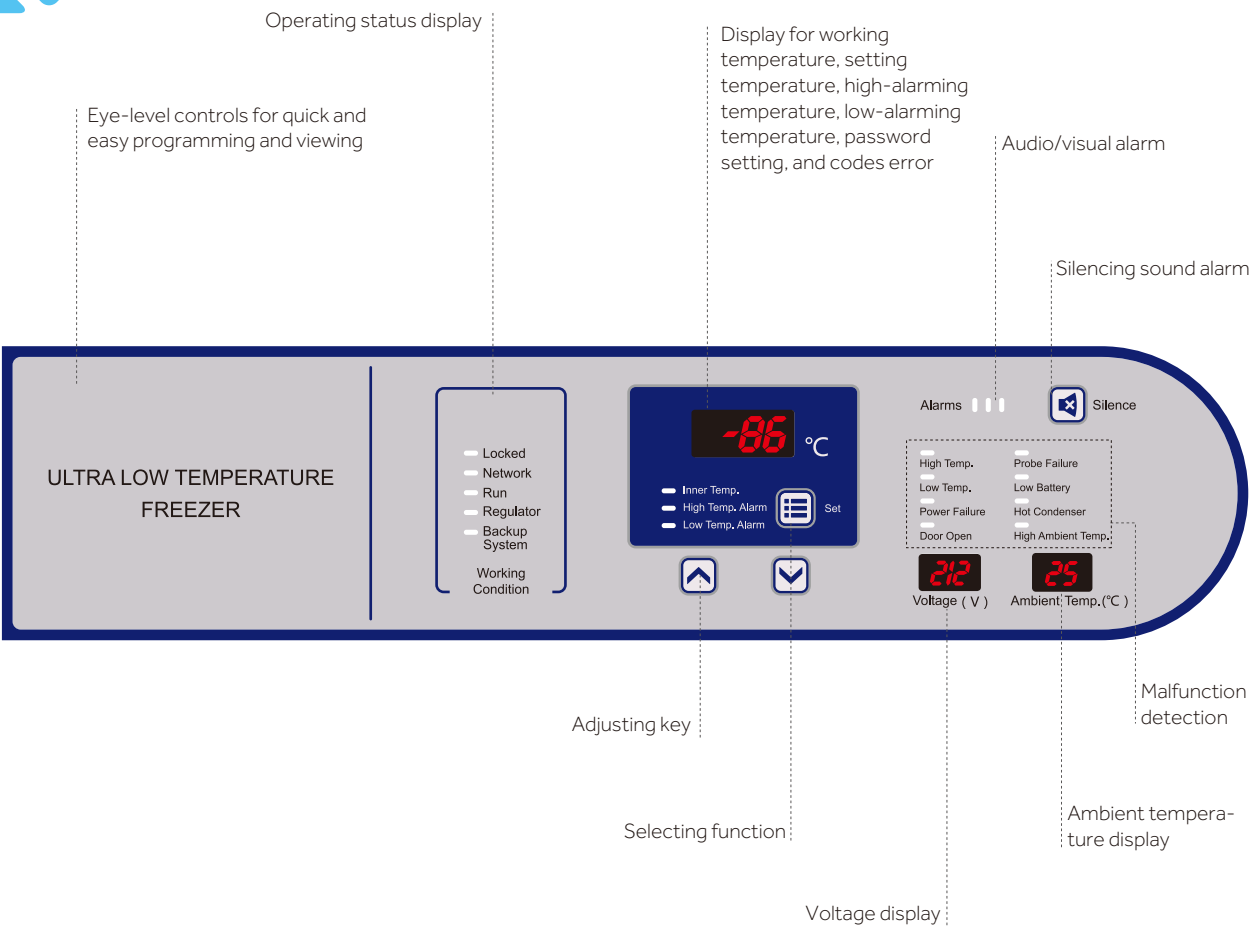 Operating status display
Display for working
temperature, setting
temperature, high-alarming
temperature, low-alarming
temperature, password
setting, and codes error
Eye-level controls for quick and
easy programming and viewing
Audio/visual alarm
Silencing sound alarm
ULTRA LOW TEMPERATURE
FREEZER
Locked
Network
Run
Regulator
Backup
System
Working
Condition
-86 °C
Inner Temp.
High Temp. Alarm
Low Temp. Alarm
Set
Alarms
Silence
High Temp.
Probe Failure
Low Temp.
Low Battery
Power Failure
Hot Condenser
Door Open
High Ambient Temp.
212
25
Voltage ( V )
Ambient Temp.(°C )
Adjusting key
Malfunction
detection
Selecting function
Ambient tempera-
ture display
Voltage display